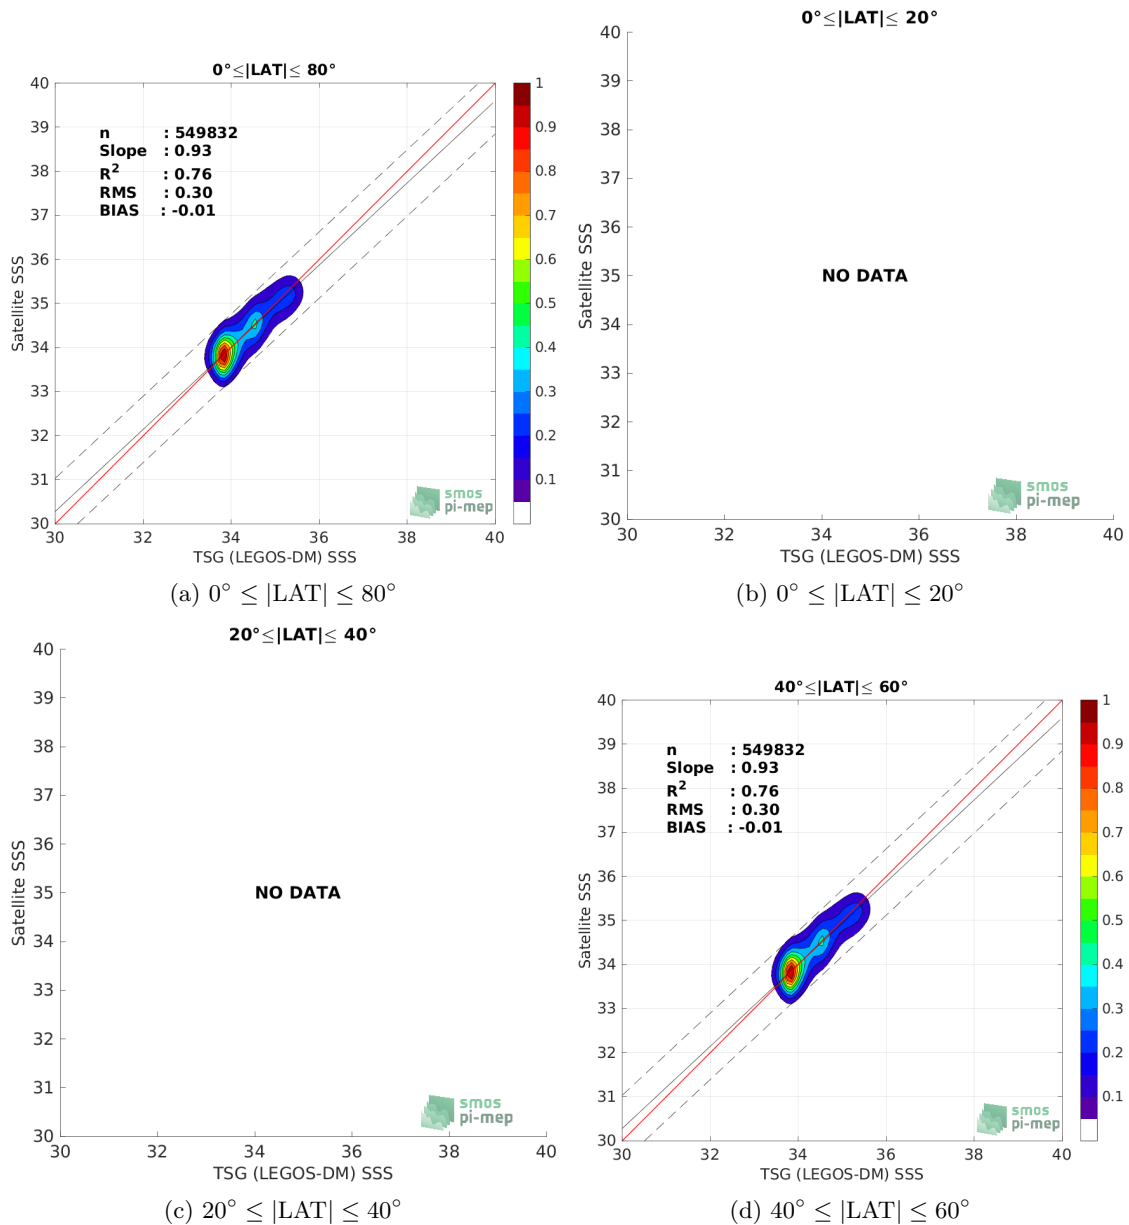 0°≤|LAT|≤ 80°
40
39
38
37
36
35
34
33
32
31
30
Satellite SSS
n : 549832
Slope : 0.93
R² : 0.76
RMS : 0.30
BIAS : -0.01
smos
pi-mep
30 32 34 36 38 40
TSG (LEGOS-DM) SSS
1
0.9
0.8
0.7
0.6
0.5
0.4
0.3
0.2
0.1
(a) 0° ≤ |LAT| ≤ 80°
0°≤|LAT|≤ 20°
40
39
38
37
36
35
34
33
32
31
30
Satellite SSS
NO DATA
smos
pi-mep
30 32 34 36 38 40
TSG (LEGOS-DM) SSS
(b) 0° ≤ |LAT| ≤ 20°
20°≤|LAT|≤ 40°
40
39
38
37
36
35
34
33
32
31
30
Satellite SSS
NO DATA
smos
pi-mep
30 32 34 36 38 40
TSG (LEGOS-DM) SSS
(c) 20° ≤ |LAT| ≤ 40°
40°≤|LAT|≤ 60°
40
39
38
37
36
35
34
33
32
31
30
Satellite SSS
n : 549832
Slope : 0.93
R² : 0.76
RMS : 0.30
BIAS : -0.01
smos
pi-mep
30 32 34 36 38 40
TSG (LEGOS-DM) SSS
1
0.9
0.8
0.7
0.6
0.5
0.4
0.3
0.2
0.1
(d) 40° ≤ |LAT| ≤ 60°